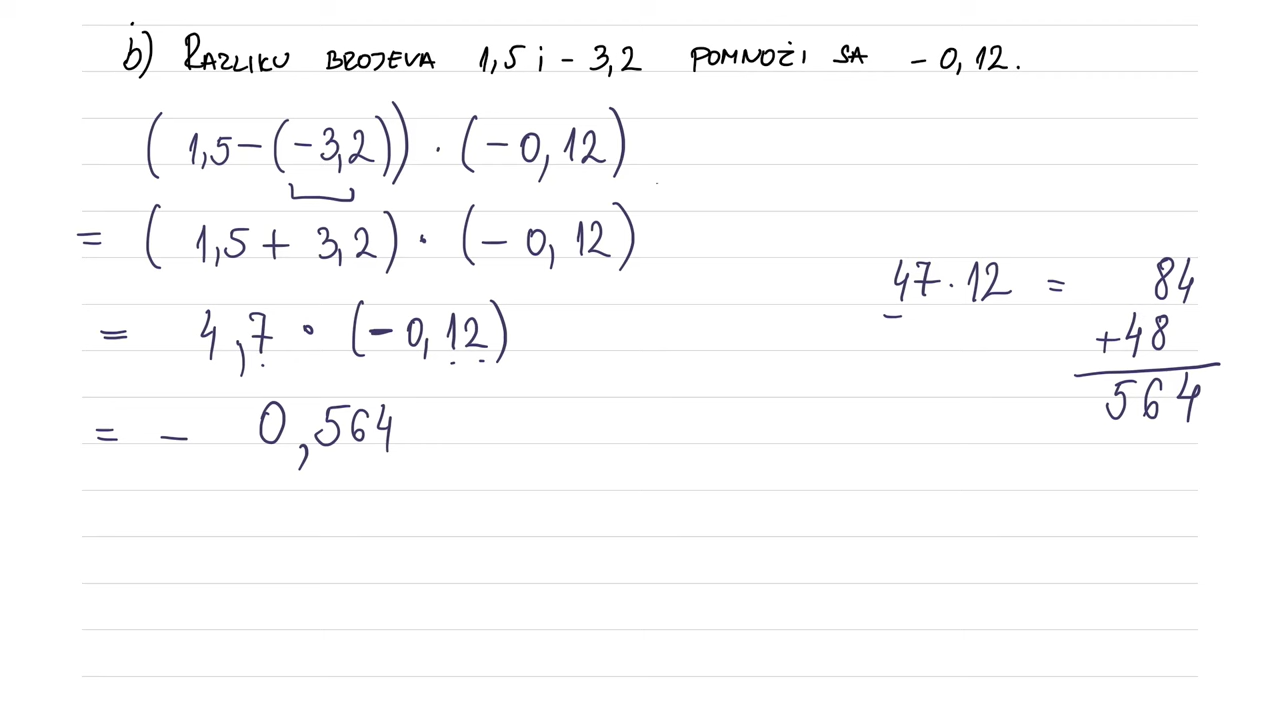 b) RAZLIKU BROJEVA 1,5 i - 3,2 POMNOŽI SA - 0,12.
(1,5-(-3,2)) · (-0,12)
= (1,5 + 3,2) · (-0,12)
= 4,7 · (-0,12)
= - 0,564
47 · 12 = 84
+48
564